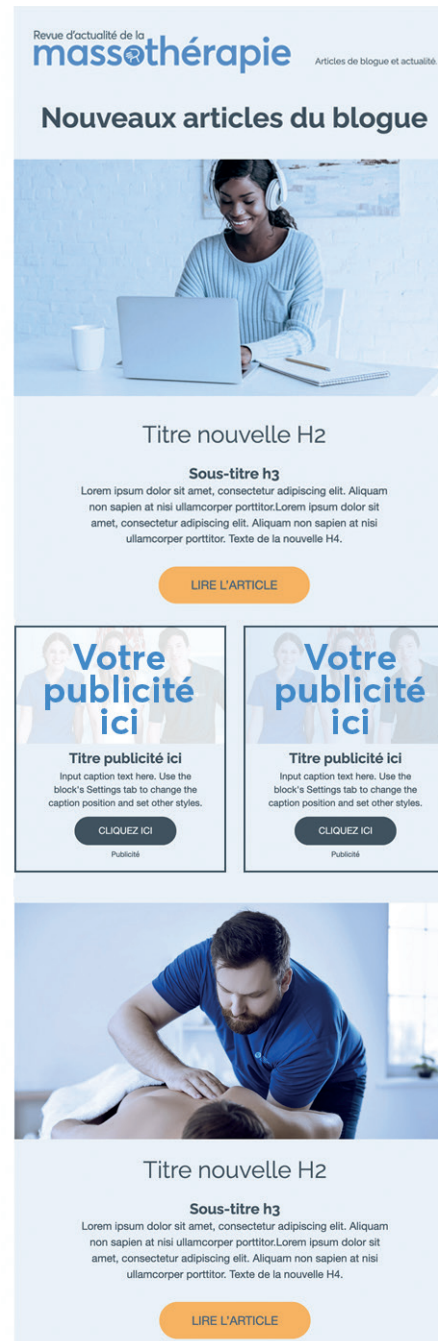 Revue d'actualité de la
massothérapie
Articles de blogue et actualité.
Nouveaux articles du blogue
Titre nouvelle H2
Sous-titre h3
Lorem ipsum dolor sit amet, consectetur adipiscing elit. Aliquam
non sapien at nisi ullamcorper porttitor.Lorem ipsum dolor sit
amet, consectetur adipiscing elit. Aliquam non sapien at nisi
ullamcorper porttitor. Texte de la nouvelle H4.
LIRE L'ARTICLE
Votre
publicité
ici
Titre publicité ici
Input caption text here. Use the
block's Settings tab to change the
caption position and set other styles.
CLIQUEZ ICI
Publicité
Votre
publicité
ici
Titre publicité ici
Input caption text here. Use the
block's Settings tab to change the
caption position and set other styles.
CLIQUEZ ICI
Publicité
Titre nouvelle H2
Sous-titre h3
Lorem ipsum dolor sit amet, consectetur adipiscing elit. Aliquam
non sapien at nisi ullamcorper porttitor.Lorem ipsum dolor sit
amet, consectetur adipiscing elit. Aliquam non sapien at nisi
ullamcorper porttitor. Texte de la nouvelle H4.
LIRE L'ARTICLE